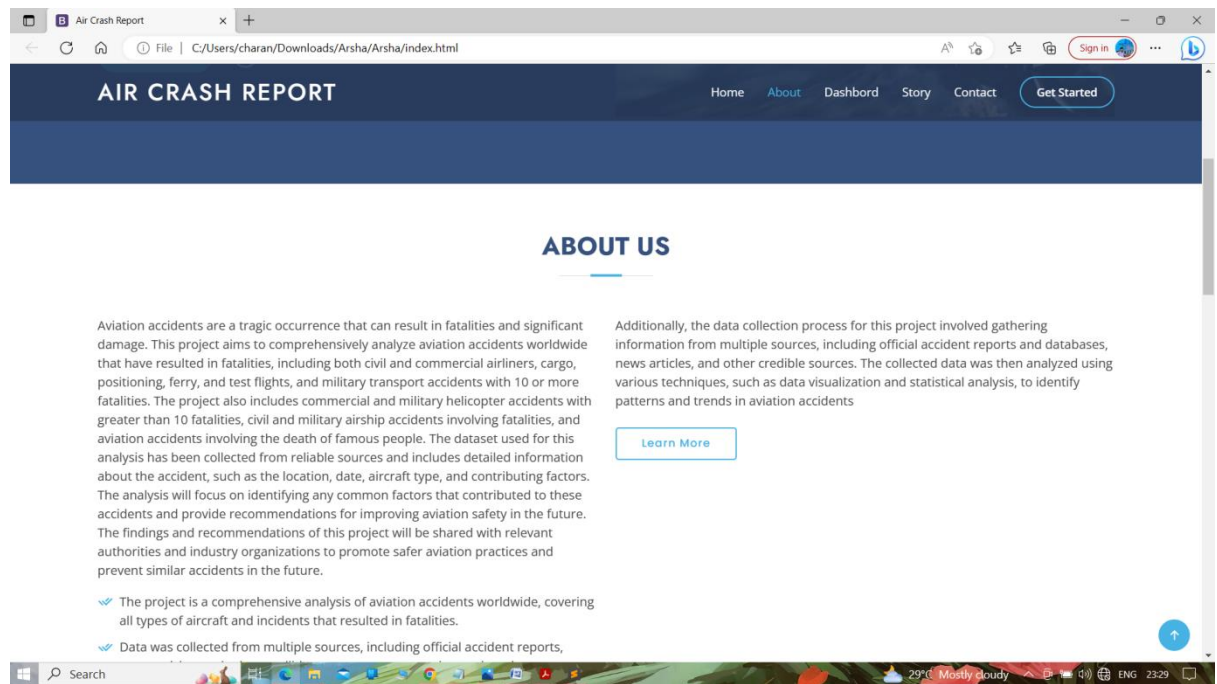 Air Crash Report
File | C:/Users/charan/Downloads/Arsha/Arsha/index.html
Sign in
AIR CRASH REPORT
Home About Dashbord Story Contact Get Started
ABOUT US
Aviation accidents are a tragic occurrence that can result in fatalities and significant
damage. This project aims to comprehensively analyze aviation accidents worldwide
that have resulted in fatalities, including both civil and commercial airliners, cargo,
positioning, ferry, and test flights, and military transport accidents with 10 or more
fatalities. The project also includes commercial and military helicopter accidents with
greater than 10 fatalities, civil and military airship accidents involving fatalities, and
aviation accidents involving the death of famous people. The dataset used for this
analysis has been collected from reliable sources and includes detailed information
about the accident, such as the location, date, aircraft type, and contributing factors.
The analysis will focus on identifying any common factors that contributed to these
accidents and provide recommendations for improving aviation safety in the future.
The findings and recommendations of this project will be shared with relevant
authorities and industry organizations to promote safer aviation practices and
prevent similar accidents in the future.
The project is a comprehensive analysis of aviation accidents worldwide, covering
all types of aircraft and incidents that resulted in fatalities.
Data was collected from multiple sources, including official accident reports,
Additionally, the data collection process for this project involved gathering
information from multiple sources, including official accident reports and databases,
news articles, and other credible sources. The collected data was then analyzed using
various techniques, such as data visualization and statistical analysis, to identify
patterns and trends in aviation accidents
Learn More
Search
29°C Mostly cloudy
ENG 23:29